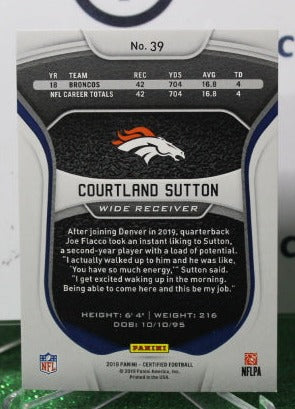 No. 39
YR TEAM REC YDS AVG TD
18 BRONCOS 42 704 16.8 4
NFL CAREER TOTALS 42 704 16.8 4
COURTLAND SUTTON
WIDE RECEIVER
After joining Denver in 2019, quarterback
Joe Flacco took an instant liking to Sutton,
a second-year player with a load of potential.
"I actually walked up to him and he was like,
'You have so much energy,'" Sutton said.
"I get excited waking up in the morning.
Being able to come here and this be my job."
HEIGHT: 6' 4" | WEIGHT: 216
DOB: 10/10/95
PANINI
NFL
NFLPA
2019 PANINI - CERTIFIED FOOTBALL
© 2019 Panini America, Inc.
Printed in the USA.